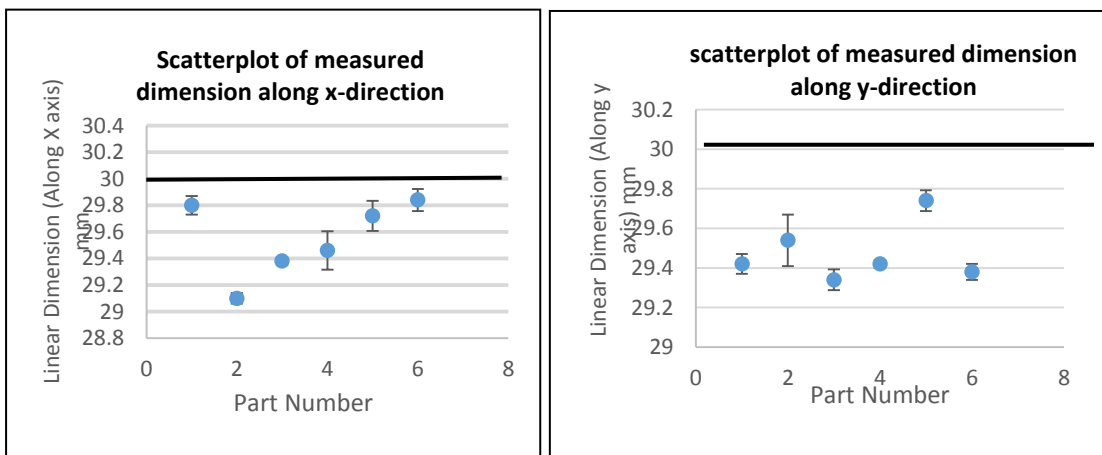 Scatterplot of measured
dimension along x-direction
Linear Dimension (Along X axis)
mm
30.4
30.2
30
29.8
29.6
29.4
29.2
29
28.8
0 2 4 6 8
Part Number
scatterplot of measured dimension
along y-direction
Linear Dimension (Along y
axis) mm
30.2
30
29.8
29.6
29.4
29.2
29
0 2 4 6 8
Part Number